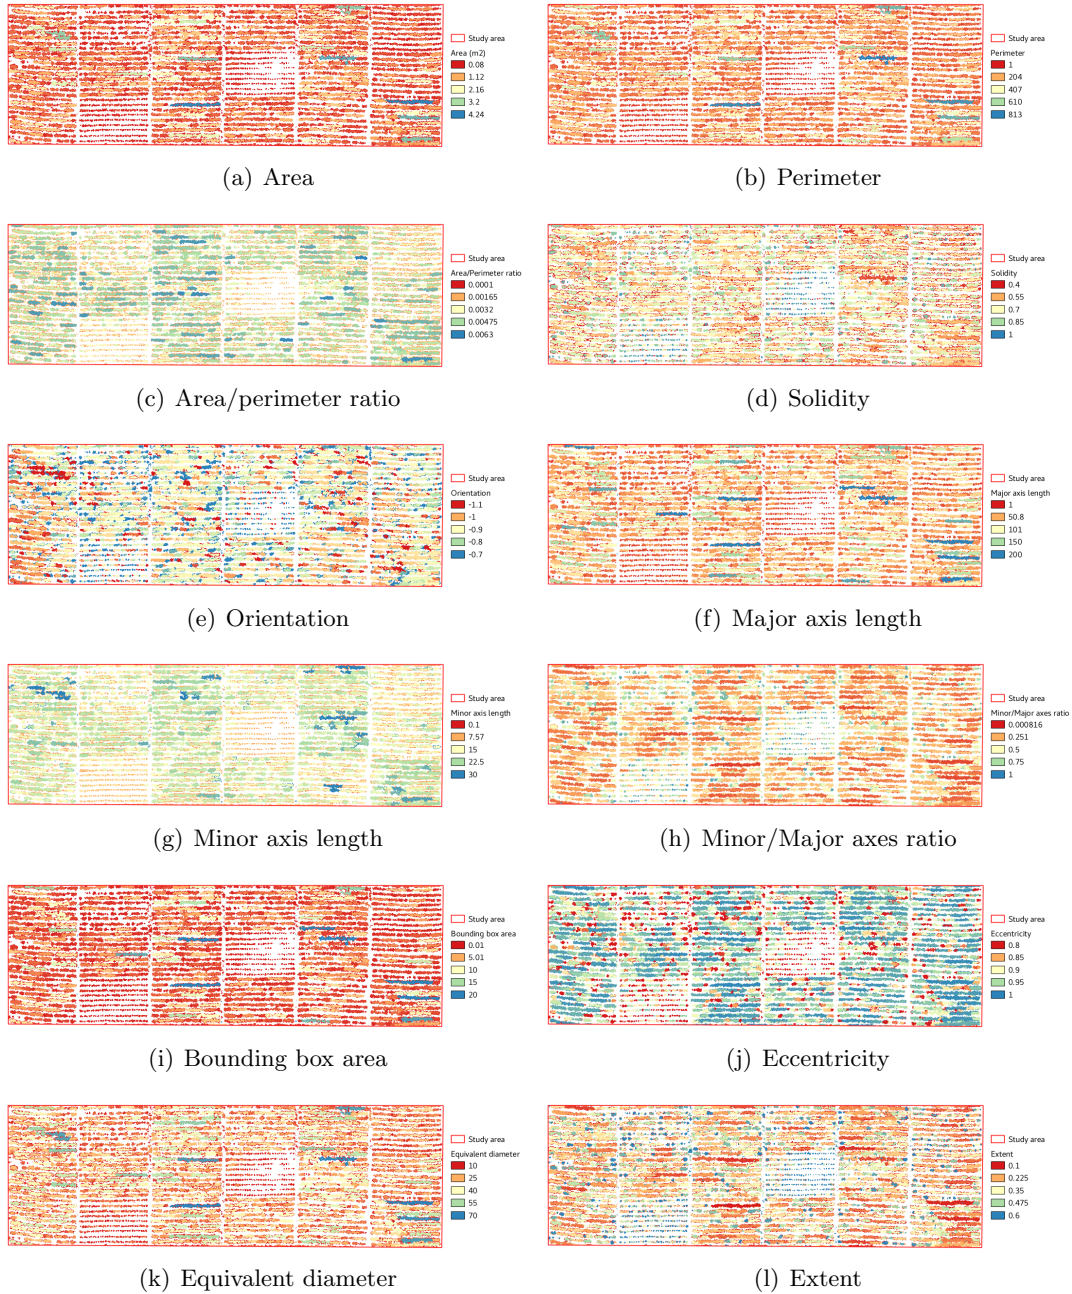 Study area
Area (m2)
0.08
1.12
2.16
3.2
4.24
(a) Area
Study area
Perimeter
1
204
407
610
813
(b) Perimeter
Study area
Area/Perimeter ratio
0.0001
0.00165
0.0032
0.00475
0.0063
(c) Area/perimeter ratio
Study area
Solidity
0.4
0.55
0.7
0.85
1
(d) Solidity
Study area
Orientation
-1.1
-1
-0.9
-0.8
-0.7
(e) Orientation
Study area
Major axis length
1
50.8
101
150
200
(f) Major axis length
Study area
Minor axis length
0.1
7.57
15
22.5
30
(g) Minor axis length
Study area
Minor/Major axes ratio
0.000816
0.251
0.5
0.75
1
(h) Minor/Major axes ratio
Study area
Bounding box area
0.01
5.01
10
15
20
(i) Bounding box area
Study area
Eccentricity
0.8
0.85
0.9
0.95
1
(j) Eccentricity
Study area
Equivalent diameter
10
25
40
55
70
(k) Equivalent diameter
Study area
Extent
0.1
0.225
0.35
0.475
0.6
(l) Extent